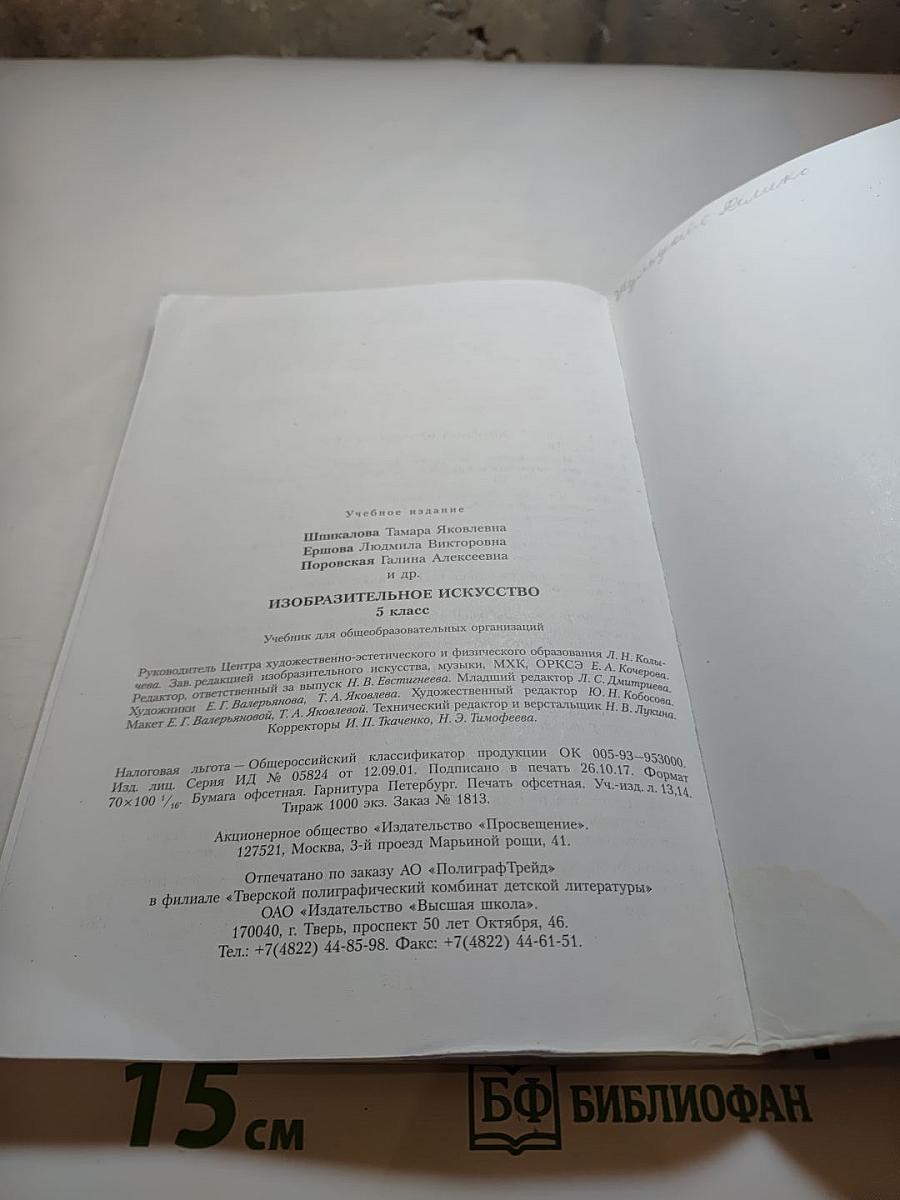 Учебное издание
Шпикалова Тамара Яковлевна
Ершова Людмила Викторовна
Поровская Галина Алексеевна
и др.
ИЗОБРАЗИТЕЛЬНОЕ ИСКУССТВО
5 класс
Учебник для общеобразовательных организаций
Руководитель Центра художественно-эстетического и физического образования Л. Н. Колы-
чева. Зав. редакцией изобразительного искусства, музыки, МХК, ОРКСЭ Е. А. Кочерова.
Редактор, ответственный за выпуск Н. В. Евстигнеева. Младший редактор Л. С. Дмитриева.
Художники Е. Г. Валерьянова, Т. А. Яковлева. Художественный редактор Ю. Н. Кобосова.
Макет Е. Г. Валерьяновой, Т. А. Яковлевой. Технический редактор и верстальщик Н. В. Лукина.
Корректоры И. П. Ткаченко, Н. Э. Тимофеева.
Налоговая льгота — Общероссийский классификатор продукции ОК 005-93—953000.
Изд. лиц. Серия ИД № 05824 от 12.09.01. Подписано в печать 26.10.17. Формат
70×100 1/16. Бумага офсетная. Гарнитура Петербург. Печать офсетная. Уч.-изд. л. 13,14.
Тираж 1000 экз. Заказ № 1813.
Акционерное общество «Издательство «Просвещение».
127521, Москва, 3-й проезд Марьиной рощи, 41.
Отпечатано по заказу АО «ПолиграфТрейд»
в филиале «Тверской полиграфический комбинат детской литературы»
ОАО «Издательство «Высшая школа».
170040, г. Тверь, проспект 50 лет Октября, 46.
Тел.: +7(4822) 44-85-98. Факс: +7(4822) 44-61-51.
15 см
БФ БИБЛИОФАН